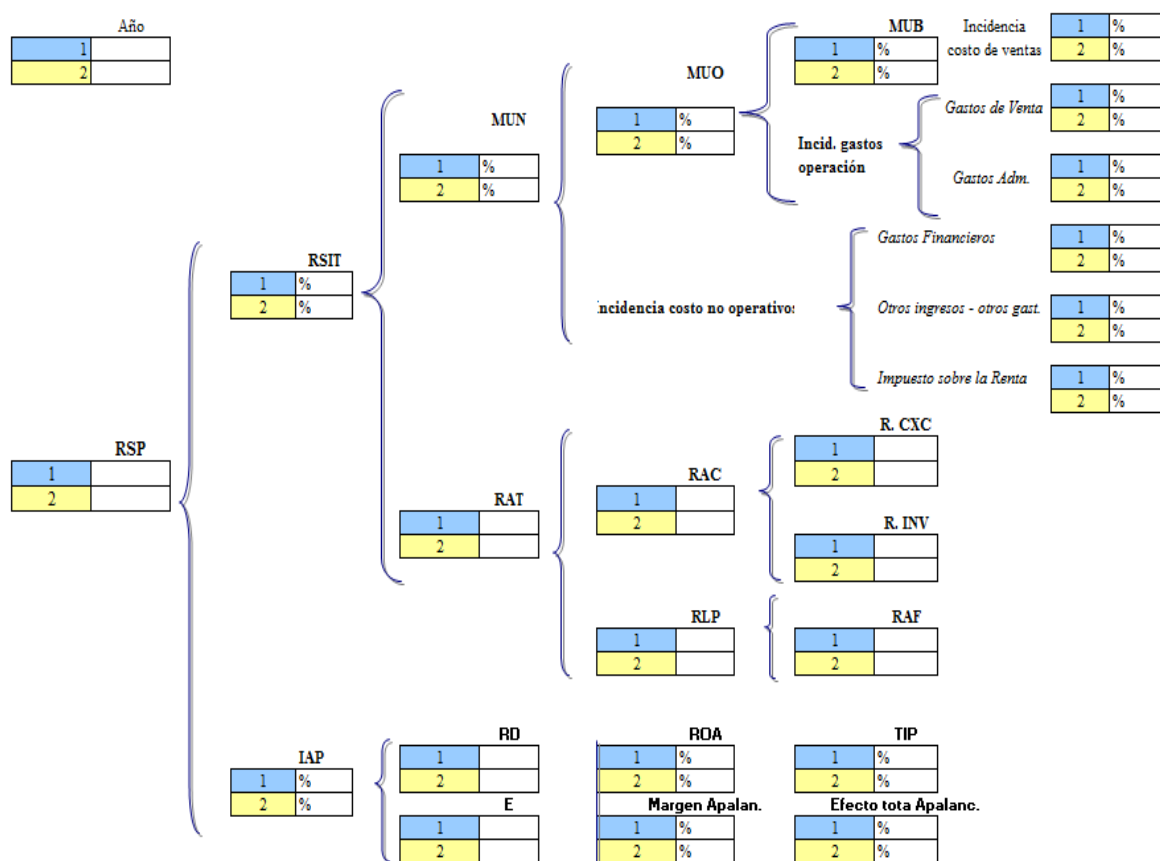 Año
1
2
MUB
1 %
2 %
Incidencia
costo de ventas
1 %
2 %
MUO
1 %
2 %
Gastos de Venta
1 %
2 %
MUN
1 %
2 %
Incid. gastos
operación
Gastos Adm.
1 %
2 %
Gastos Financieros
1 %
2 %
RSIT
1 %
2 %
ncidencia costo no operativo
Otros ingresos - otros gast.
1 %
2 %
Impuesto sobre la Renta
1 %
2 %
RSP
1
2
R. CXC
1
2
RAC
1
2
RAT
1
2
R. INV
1
2
RLP
1
2
RAF
1
2
IAP
1 %
2 %
RD
1
2
ROA
1 %
2 %
TIP
1 %
2 %
E
1
2
Margen Apalan.
1 %
2 %
Efecto tota Apalanc.
1 %
2 %